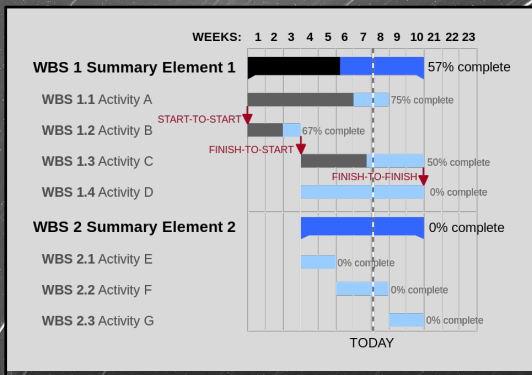 WEEKS: 1 2 3 4 5 6 7 8 9 10 21 22 23
WBS 1 Summary Element 1 57% complete
WBS 1.1 Activity A 75% complete
START-TO-START
WBS 1.2 Activity B 67% complete
FINISH-TO-START
WBS 1.3 Activity C 50% complete
FINISH-TO-FINISH
WBS 1.4 Activity D 0% complete
WBS 2 Summary Element 2 0% complete
WBS 2.1 Activity E 0% complete
WBS 2.2 Activity F 0% complete
WBS 2.3 Activity G 0% complete
TODAY